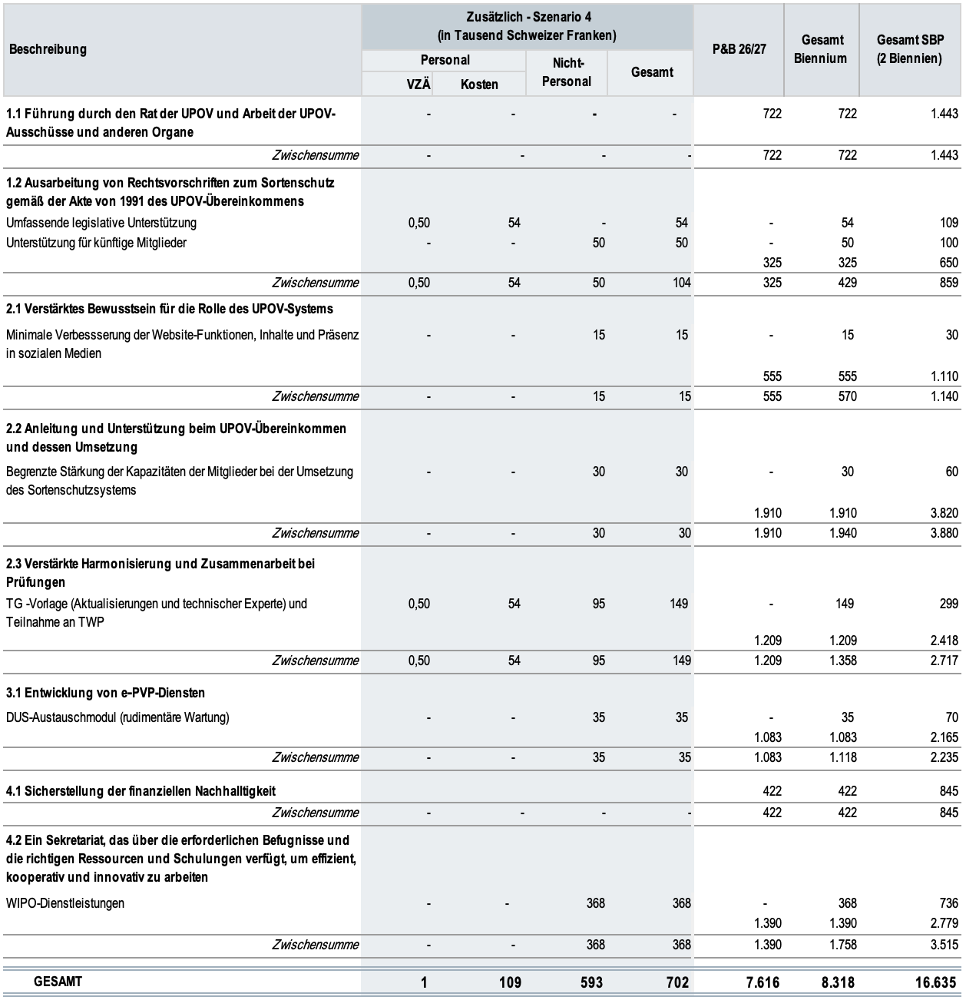 Beschreibung
Zusätzlich - Szenario 4
(in Tausend Schweizer Franken)
Personal
VZÄ Kosten
Nicht-
Personal
Gesamt
P&B 26/27
Gesamt
Biennium
Gesamt SBP
(2 Biennien)
1.1 Führung durch den Rat der UPOV und Arbeit der UPOV- - - - - 722 722 1.443
Ausschüsse und anderen Organe
Zwischensumme - - - - 722 722 1.443
1.2 Ausarbeitung von Rechtsvorschriften zum Sortenschutz
gemäß der Akte von 1991 des UPOV-Übereinkommens
Umfassende legislative Unterstützung 0,50 54 - 54 - 54 109
Unterstützung für künftige Mitglieder - - 50 50 - 50 100
325 325 650
Zwischensumme 0,50 54 50 104 325 429 859
2.1 Verstärktes Bewusstsein für die Rolle des UPOV-Systems
Minimale Verbessserung der Website-Funktionen, Inhalte und Präsenz - - 15 15 - 15 30
in sozialen Medien
555 555 1.110
Zwischensumme - - 15 15 555 570 1.140
2.2 Anleitung und Unterstützung beim UPOV-Übereinkommen
und dessen Umsetzung
Begrenzte Stärkung der Kapazitäten der Mitglieder bei der Umsetzung - - 30 30 - 30 60
des Sortenschutzsystems
1.910 1.910 3.820
Zwischensumme - - 30 30 1.910 1.940 3.880
2.3 Verstärkte Harmonisierung und Zusammenarbeit bei
Prüfungen
TG -Vorlage (Aktualisierungen und technischer Experte) und 0,50 54 95 149 - 149 299
Teilnahme an TWP
1.209 1.209 2.418
Zwischensumme 0,50 54 95 149 1.209 1.358 2.717
3.1 Entwicklung von e-PVP-Diensten
DUS-Austauschmodul (rudimentäre Wartung) - - 35 35 - 35 70
1.083 1.083 2.165
Zwischensumme - - 35 35 1.083 1.118 2.235
4.1 Sicherstellung der finanziellen Nachhalltigkeit 422 422 845
Zwischensumme - - - - 422 422 845
4.2 Ein Sekretariat, das über die erforderlichen Befugnisse und
die richtigen Ressourcen und Schulungen verfügt, um effizient,
kooperativ und innovativ zu arbeiten
WIPO-Dienstleistungen - - 368 368 - 368 736
1.390 1.390 2.779
Zwischensumme - - 368 368 1.390 1.758 3.515
GESAMT 1 109 593 702 7.616 8.318 16.635